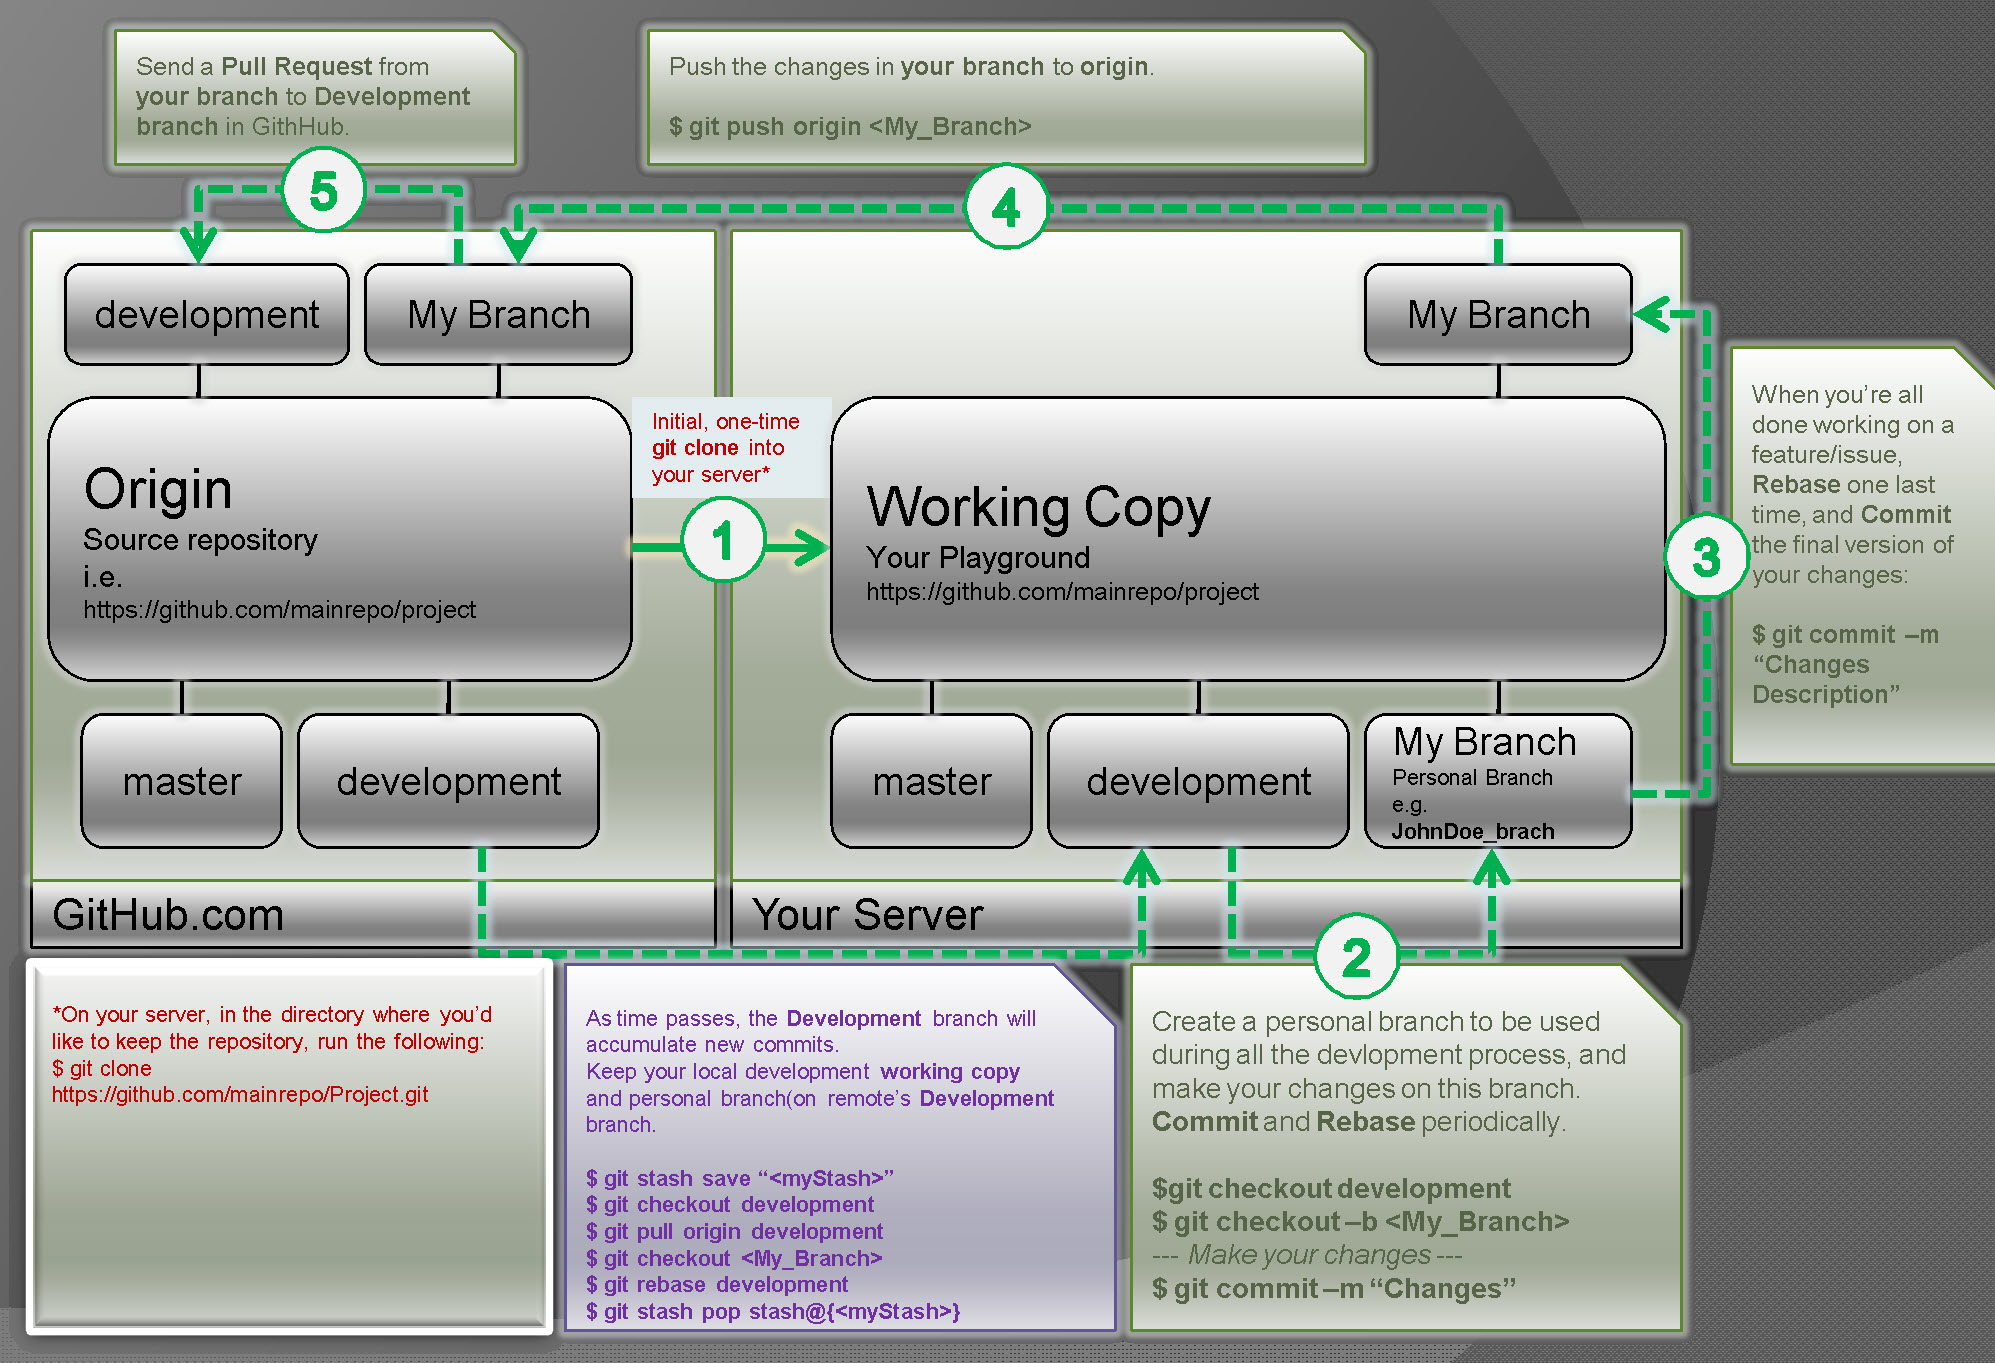 Send a Pull Request from
your branch to Development
branch in GithHub.
Push the changes in your branch to origin.
$ git push origin <My_Branch>
5
4
development
My Branch
My Branch
Origin
Source repository
i.e.
https://github.com/mainrepo/project
Initial, one-time
git clone into
your server*
1
Working Copy
Your Playground
https://github.com/mainrepo/project
3
When you’re all
done working on a
feature/issue,
Rebase one last
time, and Commit
the final version of
your changes:
$ git commit –m
“Changes
Description”
master
development
master
development
My Branch
Personal Branch
e.g.
JohnDoe_brach
GitHub.com
Your Server
2
*On your server, in the directory where you’d
like to keep the repository, run the following:
$ git clone
https://github.com/mainrepo/Project.git
As time passes, the Development branch will
accumulate new commits.
Keep your local development working copy
and personal branch(on remote’s Development
branch.
$ git stash save “<myStash>”
$ git checkout development
$ git pull origin development
$ git checkout <My_Branch>
$ git rebase development
$ git stash pop stash@{<myStash>}
Create a personal branch to be used
during all the devlopment process, and
make your changes on this branch.
Commit and Rebase periodically.
$git checkout development
$ git checkout –b <My_Branch>
--- Make your changes ---
$ git commit –m “Changes”